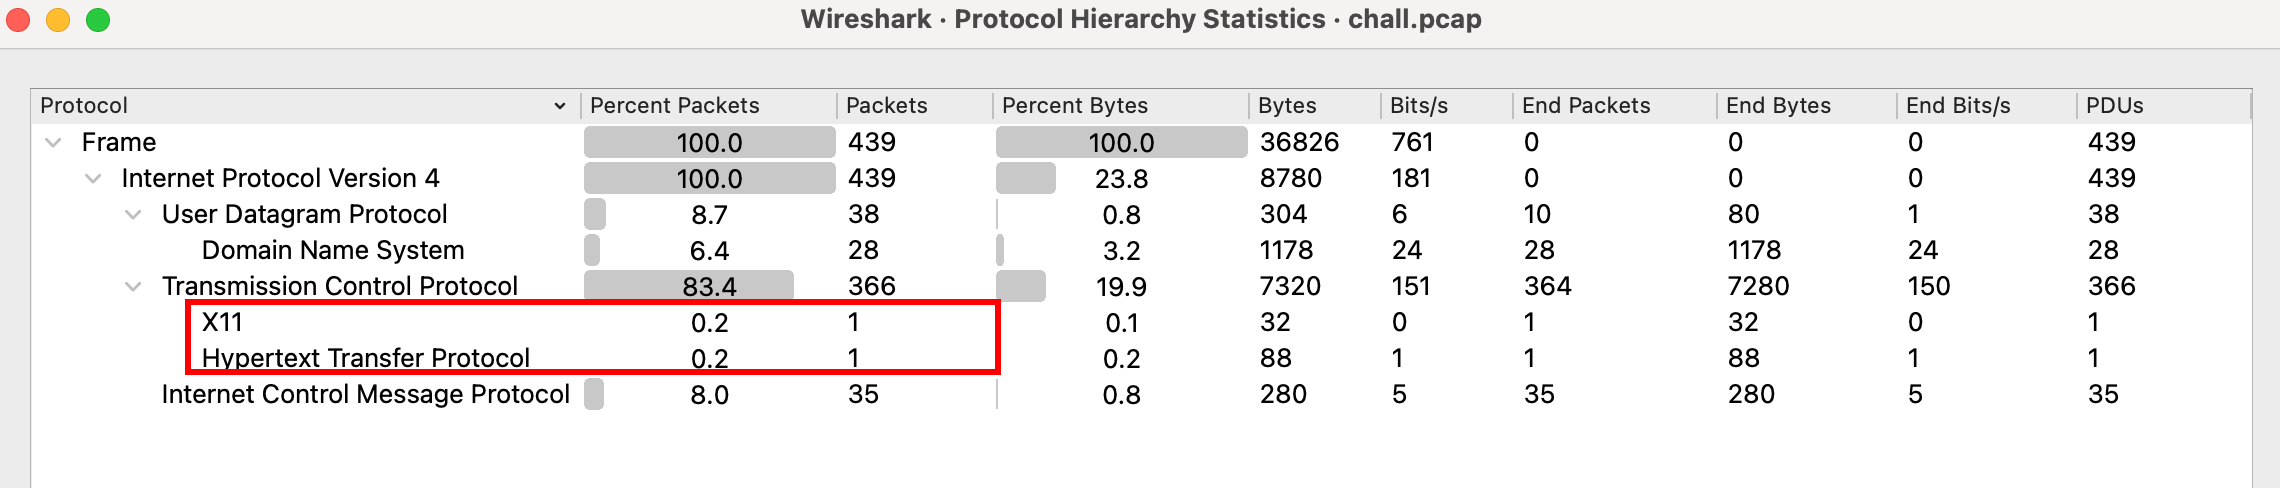 Wireshark · Protocol Hierarchy Statistics · chall.pcap
Protocol Percent Packets Packets Percent Bytes Bytes Bits/s End Packets End Bytes End Bits/s PDUs
Frame 100.0 439 100.0 36826 761 0 0 0 439
Internet Protocol Version 4 100.0 439 23.8 8780 181 0 0 0 439
User Datagram Protocol 8.7 38 0.8 304 6 10 80 1 38
Domain Name System 6.4 28 3.2 1178 24 28 1178 24 28
Transmission Control Protocol 83.4 366 19.9 7320 151 364 7280 150 366
X11 0.2 1 0.1 32 0 1 32 0 1
Hypertext Transfer Protocol 0.2 1 0.2 88 1 1 88 1 1
Internet Control Message Protocol 8.0 35 0.8 280 5 35 280 5 35